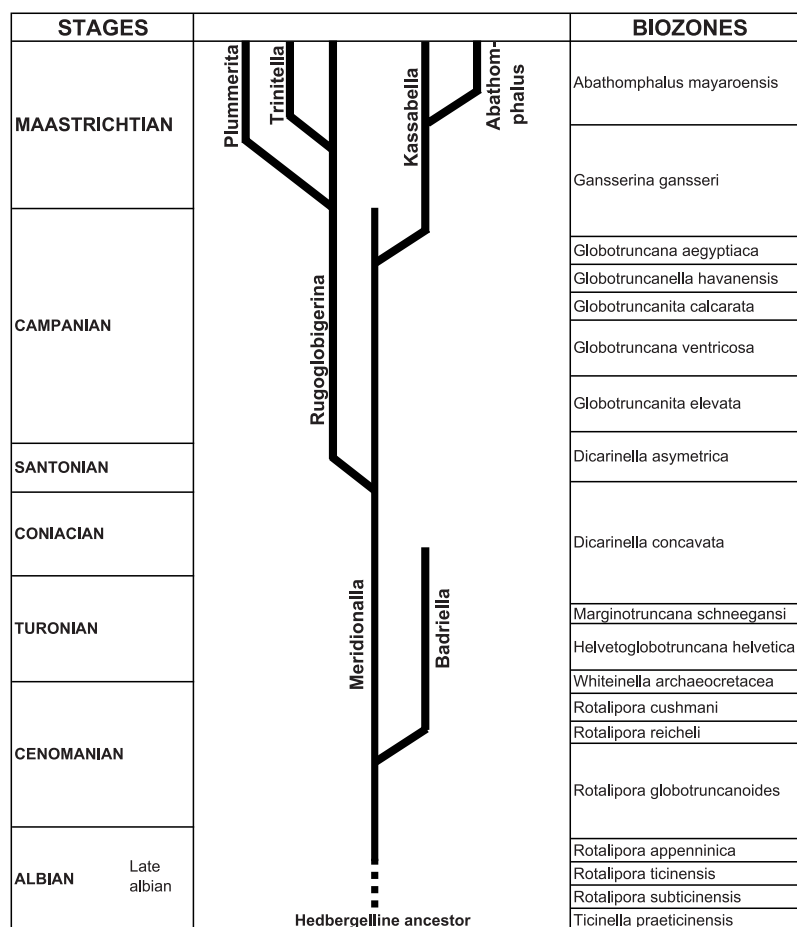 STAGES
BIOZONES
MAASTRICHTIAN
CAMPANIAN
SANTONIAN
CONIACIAN
TURONIAN
CENOMANIAN
ALBIAN
Late
albian
Plummerita
Trinitella
Rugoglobigerina
Meridionalla
Kassabella
Abathom-
phalus
Badriella
Hedbergelline ancestor
Abathomphalus mayaroensis
Gansserina gansseri
Globotruncana aegyptiaca
Globotruncanella havanensis
Globotruncanita calcarata
Globotruncana ventricosa
Globotruncanita elevata
Dicarinella asymetrica
Dicarinella concavata
Marginotruncana schneegansi
Helvetoglobotruncana helvetica
Whiteinella archaeocretacea
Rotalipora cushmani
Rotalipora reicheli
Rotalipora globotruncanoides
Rotalipora appenninica
Rotalipora ticinensis
Rotalipora subticinensis
Ticinella praeticinensis